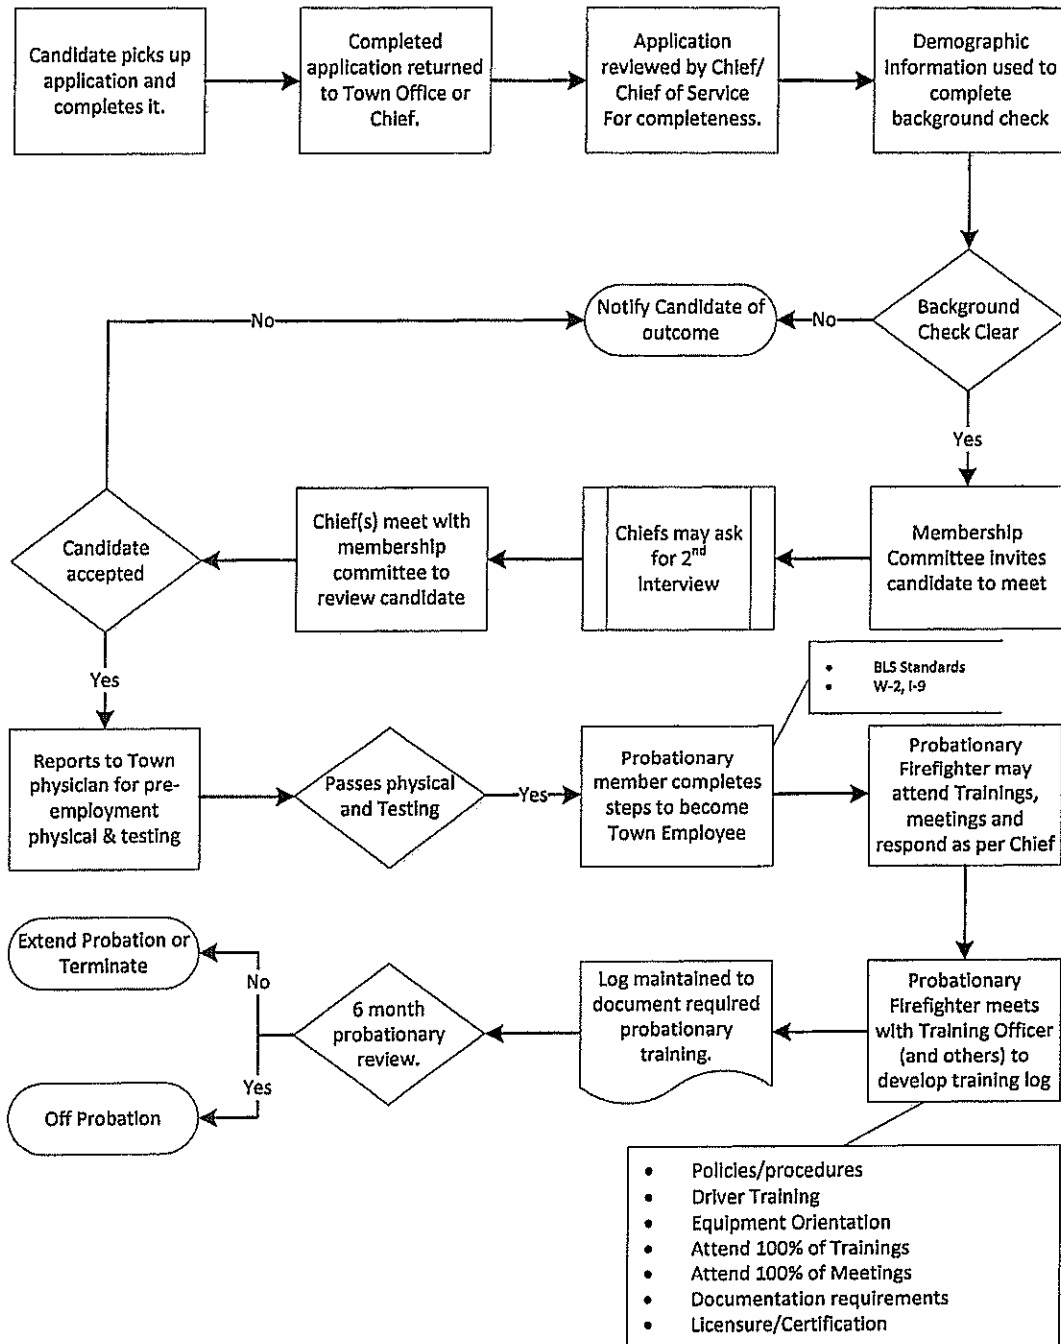 Candidate picks up
application and
completes it.
Completed
application returned
to Town Office or
Chief.
Application
reviewed by Chief/
Chief of Service
For completeness.
Demographic
information used to
complete
background check
No
Notify Candidate of
outcome
No
Background
Check Clear
Yes
Candidate
accepted
Chief(s) meet with
membership
committee to
review candidate
Chiefs may ask
for 2nd
Interview
Membership
Committee invites
candidate to meet
Yes
• BLS Standards
• W-2, I-9
Reports to Town
physician for pre-
employment
physical & testing
Passes physical
and Testing
Yes
Probationary
member completes
steps to become
Town Employee
Probationary
Firefighter may
attend Trainings,
meetings and
respond as per Chief
Extend Probation or
Terminate
No
6 month
probationary
review.
Yes
Off Probation
Log maintained to
document required
probationary
training.
Probationary
Firefighter meets
with Training Officer
(and others) to
develop training log
• Policies/procedures
• Driver Training
• Equipment Orientation
• Attend 100% of Trainings
• Attend 100% of Meetings
• Documentation requirements
• Licensure/Certification